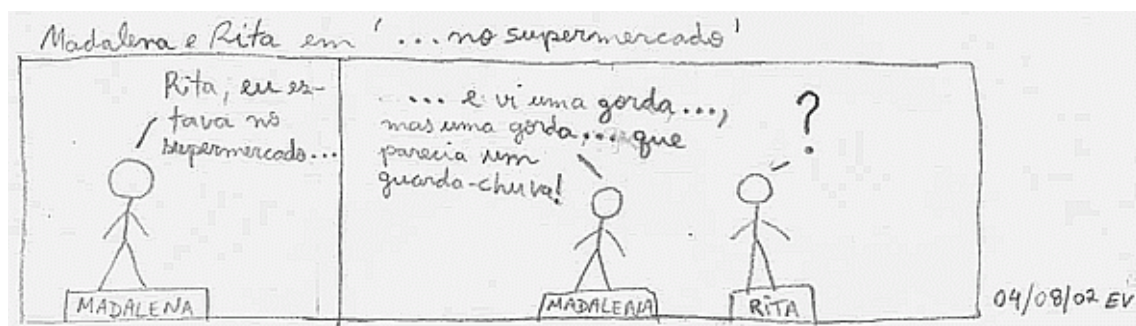 Madalena e Rita em '...no supermercado'
Rita, eu es-
tava no
supermercado...
... e vi uma gorda...,
mas uma gorda,... que
parecia um
guarda-chuva!
?
MADALENA
MADALENA
RITA
04/08/02 EV